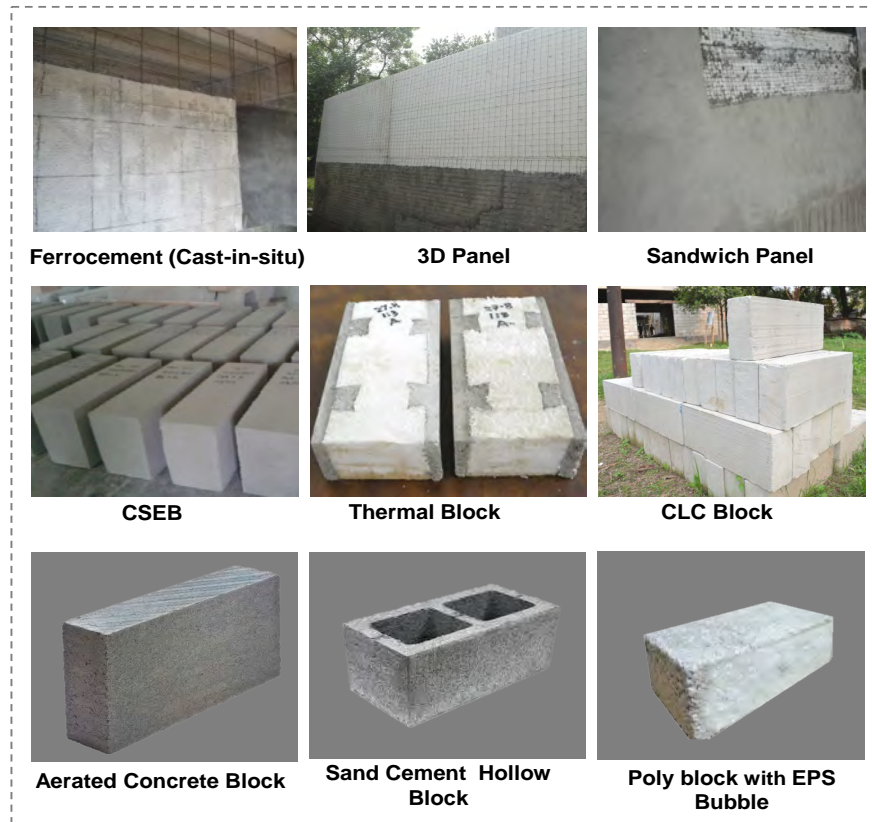 Ferrocement (Cast-in-situ)
3D Panel
Sandwich Panel
CSEB
Thermal Block
CLC Block
Aerated Concrete Block
Sand Cement Hollow
Block
Poly block with EPS
Bubble